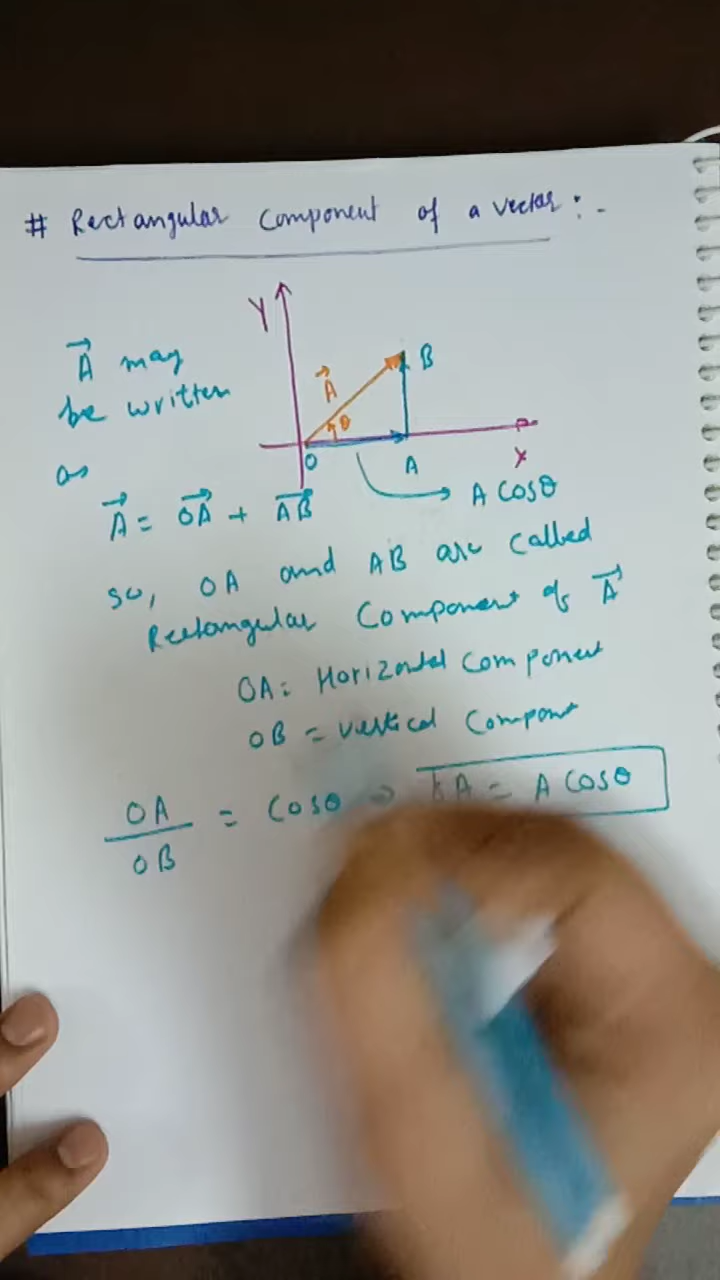 # Rectangular Component of a vector :-
Y
A⃗ may
B
A⃗
be written
θ
O
A
X
as
A Cosθ
A⃗ = OA⃗ + AB⃗
so, OA and AB are called
Rectangular Component of A⃗
OA = Horizontal component
OB = vertical Component
OA/OB = Cosθ ⇒ OA = A Cosθ